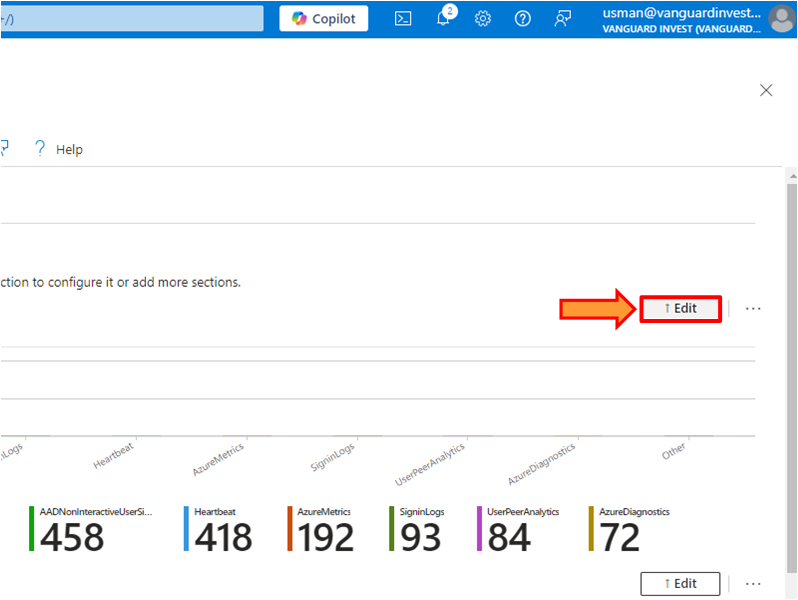 +/)
Copilot
2
usman@vanguardinvest...
VANGUARD INVEST (VANGUARD...
? Help
ction to configure it or add more sections.
↑ Edit
...
Heartbeat
AzureMetrics
SigninLogs
UserPeerAnalytics
AzureDiagnostics
Other
AADNonInteractiveUserSi...
458
Heartbeat
418
AzureMetrics
192
SigninLogs
93
UserPeerAnalytics
84
AzureDiagnostics
72
↑ Edit
...